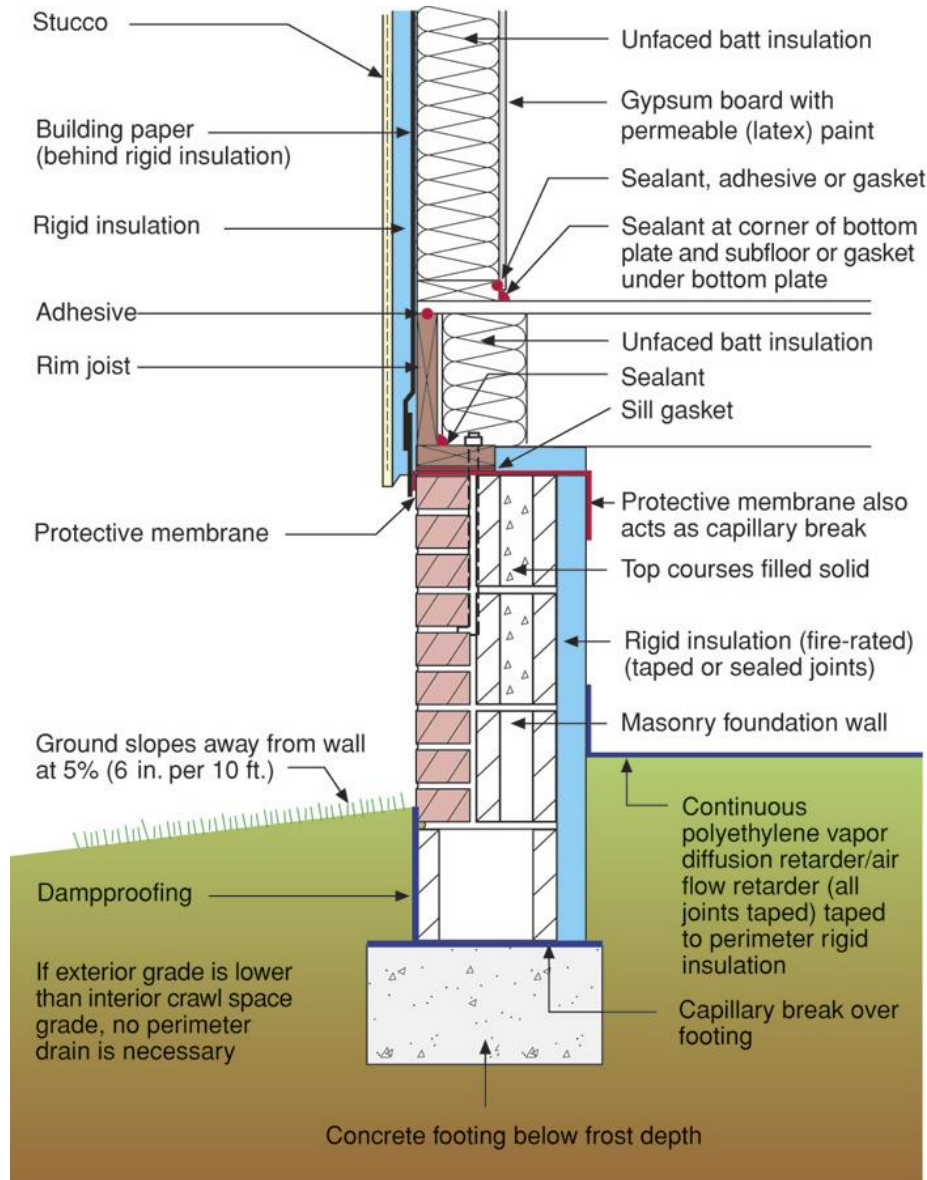 Stucco
Building paper
(behind rigid insulation)
Rigid insulation
Adhesive
Rim joist
Protective membrane
Ground slopes away from wall
at 5% (6 in. per 10 ft.)
Dampproofing
If exterior grade is lower
than interior crawl space
grade, no perimeter
drain is necessary
Unfaced batt insulation
Gypsum board with
permeable (latex) paint
Sealant, adhesive or gasket
Sealant at corner of bottom
plate and subfloor or gasket
under bottom plate
Unfaced batt insulation
Sealant
Sill gasket
Protective membrane also
acts as capillary break
Top courses filled solid
Rigid insulation (fire-rated)
(taped or sealed joints)
Masonry foundation wall
Continuous
polyethylene vapor
diffusion retarder/air
flow retarder (all
joints taped) taped
to perimeter rigid
insulation
Capillary break over
footing
Concrete footing below frost depth